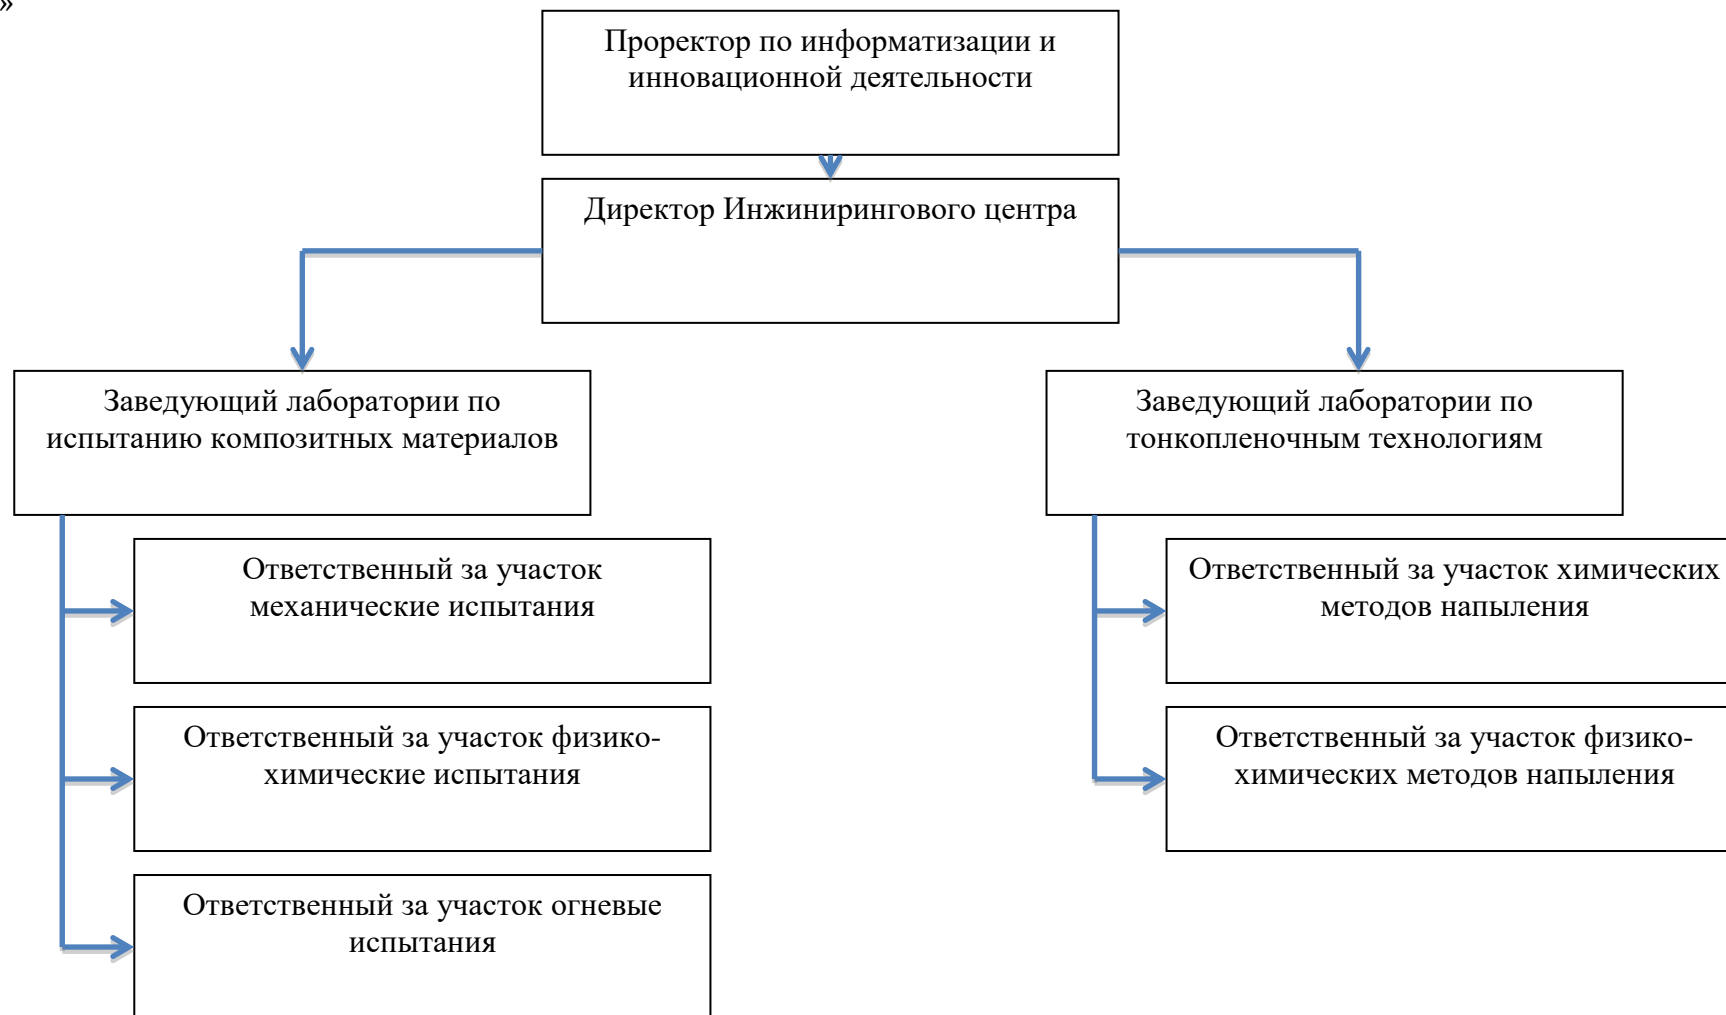 »
Проректор по информатизации и
инновационной деятельности
Директор Инжинирингового центра
Заведующий лаборатории по
испытанию композитных материалов
Заведующий лаборатории по
тонкопленочным технологиям
Ответственный за участок
механические испытания
Ответственный за участок химических
методов напыления
Ответственный за участок физико-
химические испытания
Ответственный за участок физико-
химических методов напыления
Ответственный за участок огневые
испытания